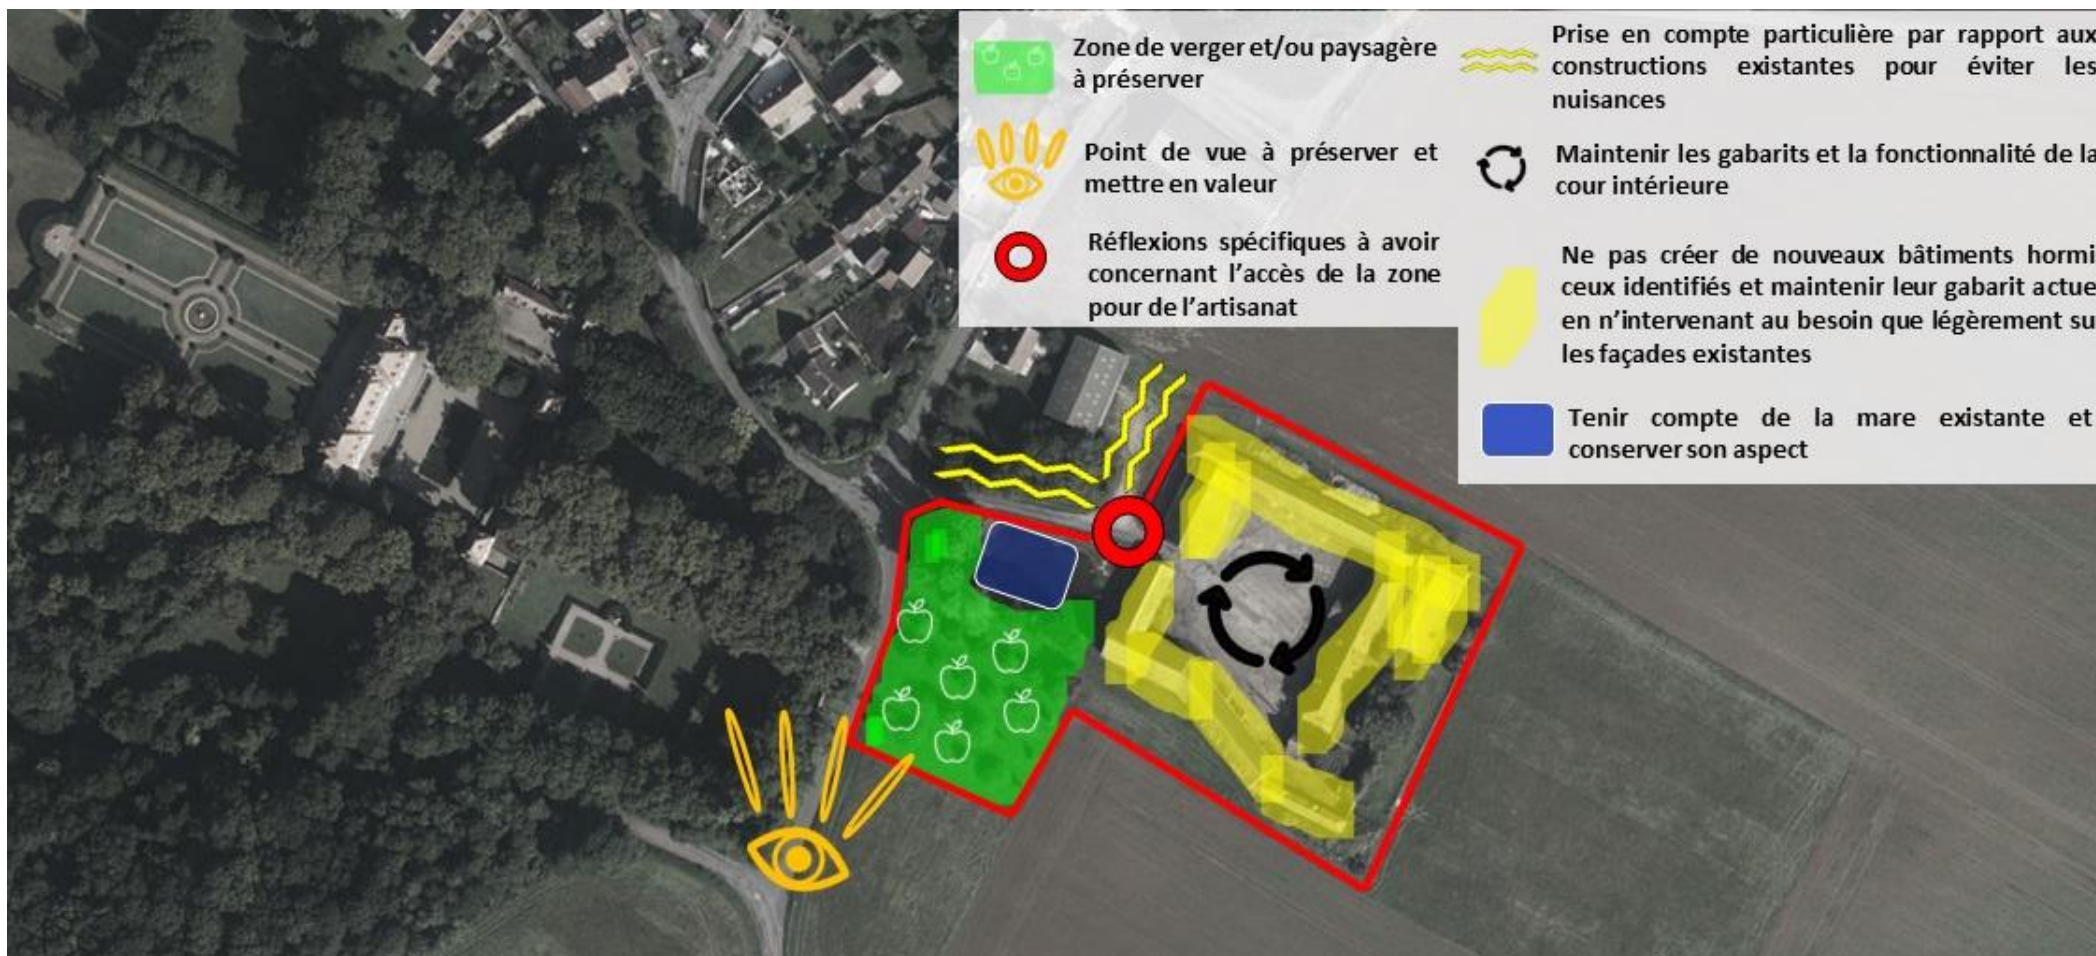 Zone de verger et/ou paysagère
à préserver
Point de vue à préserver et
mettre en valeur
Réflexions spécifiques à avoir
concernant l'accès de la zone
pour de l'artisanat
Prise en compte particulière par rapport aux
constructions existantes pour éviter les
nuisances
Maintenir les gabarits et la fonctionnalité de la
cour intérieure
Ne pas créer de nouveaux bâtiments hormi
ceux identifiés et maintenir leur gabarit actue
en n'intervenant au besoin que légèrement su
les façades existantes
Tenir compte de la mare existante et
conserver son aspect